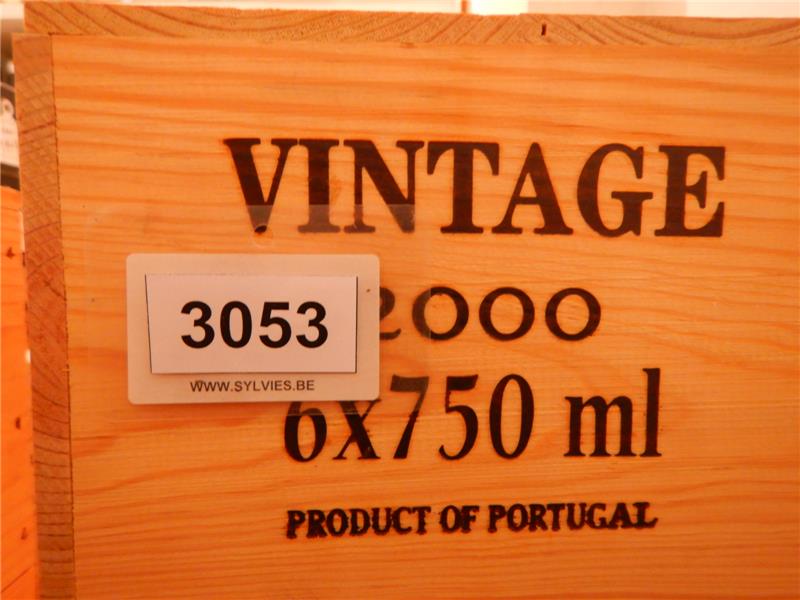 VINTAGE
2000
3053
WWW.SYLVIES.BE
6x750 ml
PRODUCT OF PORTUGAL